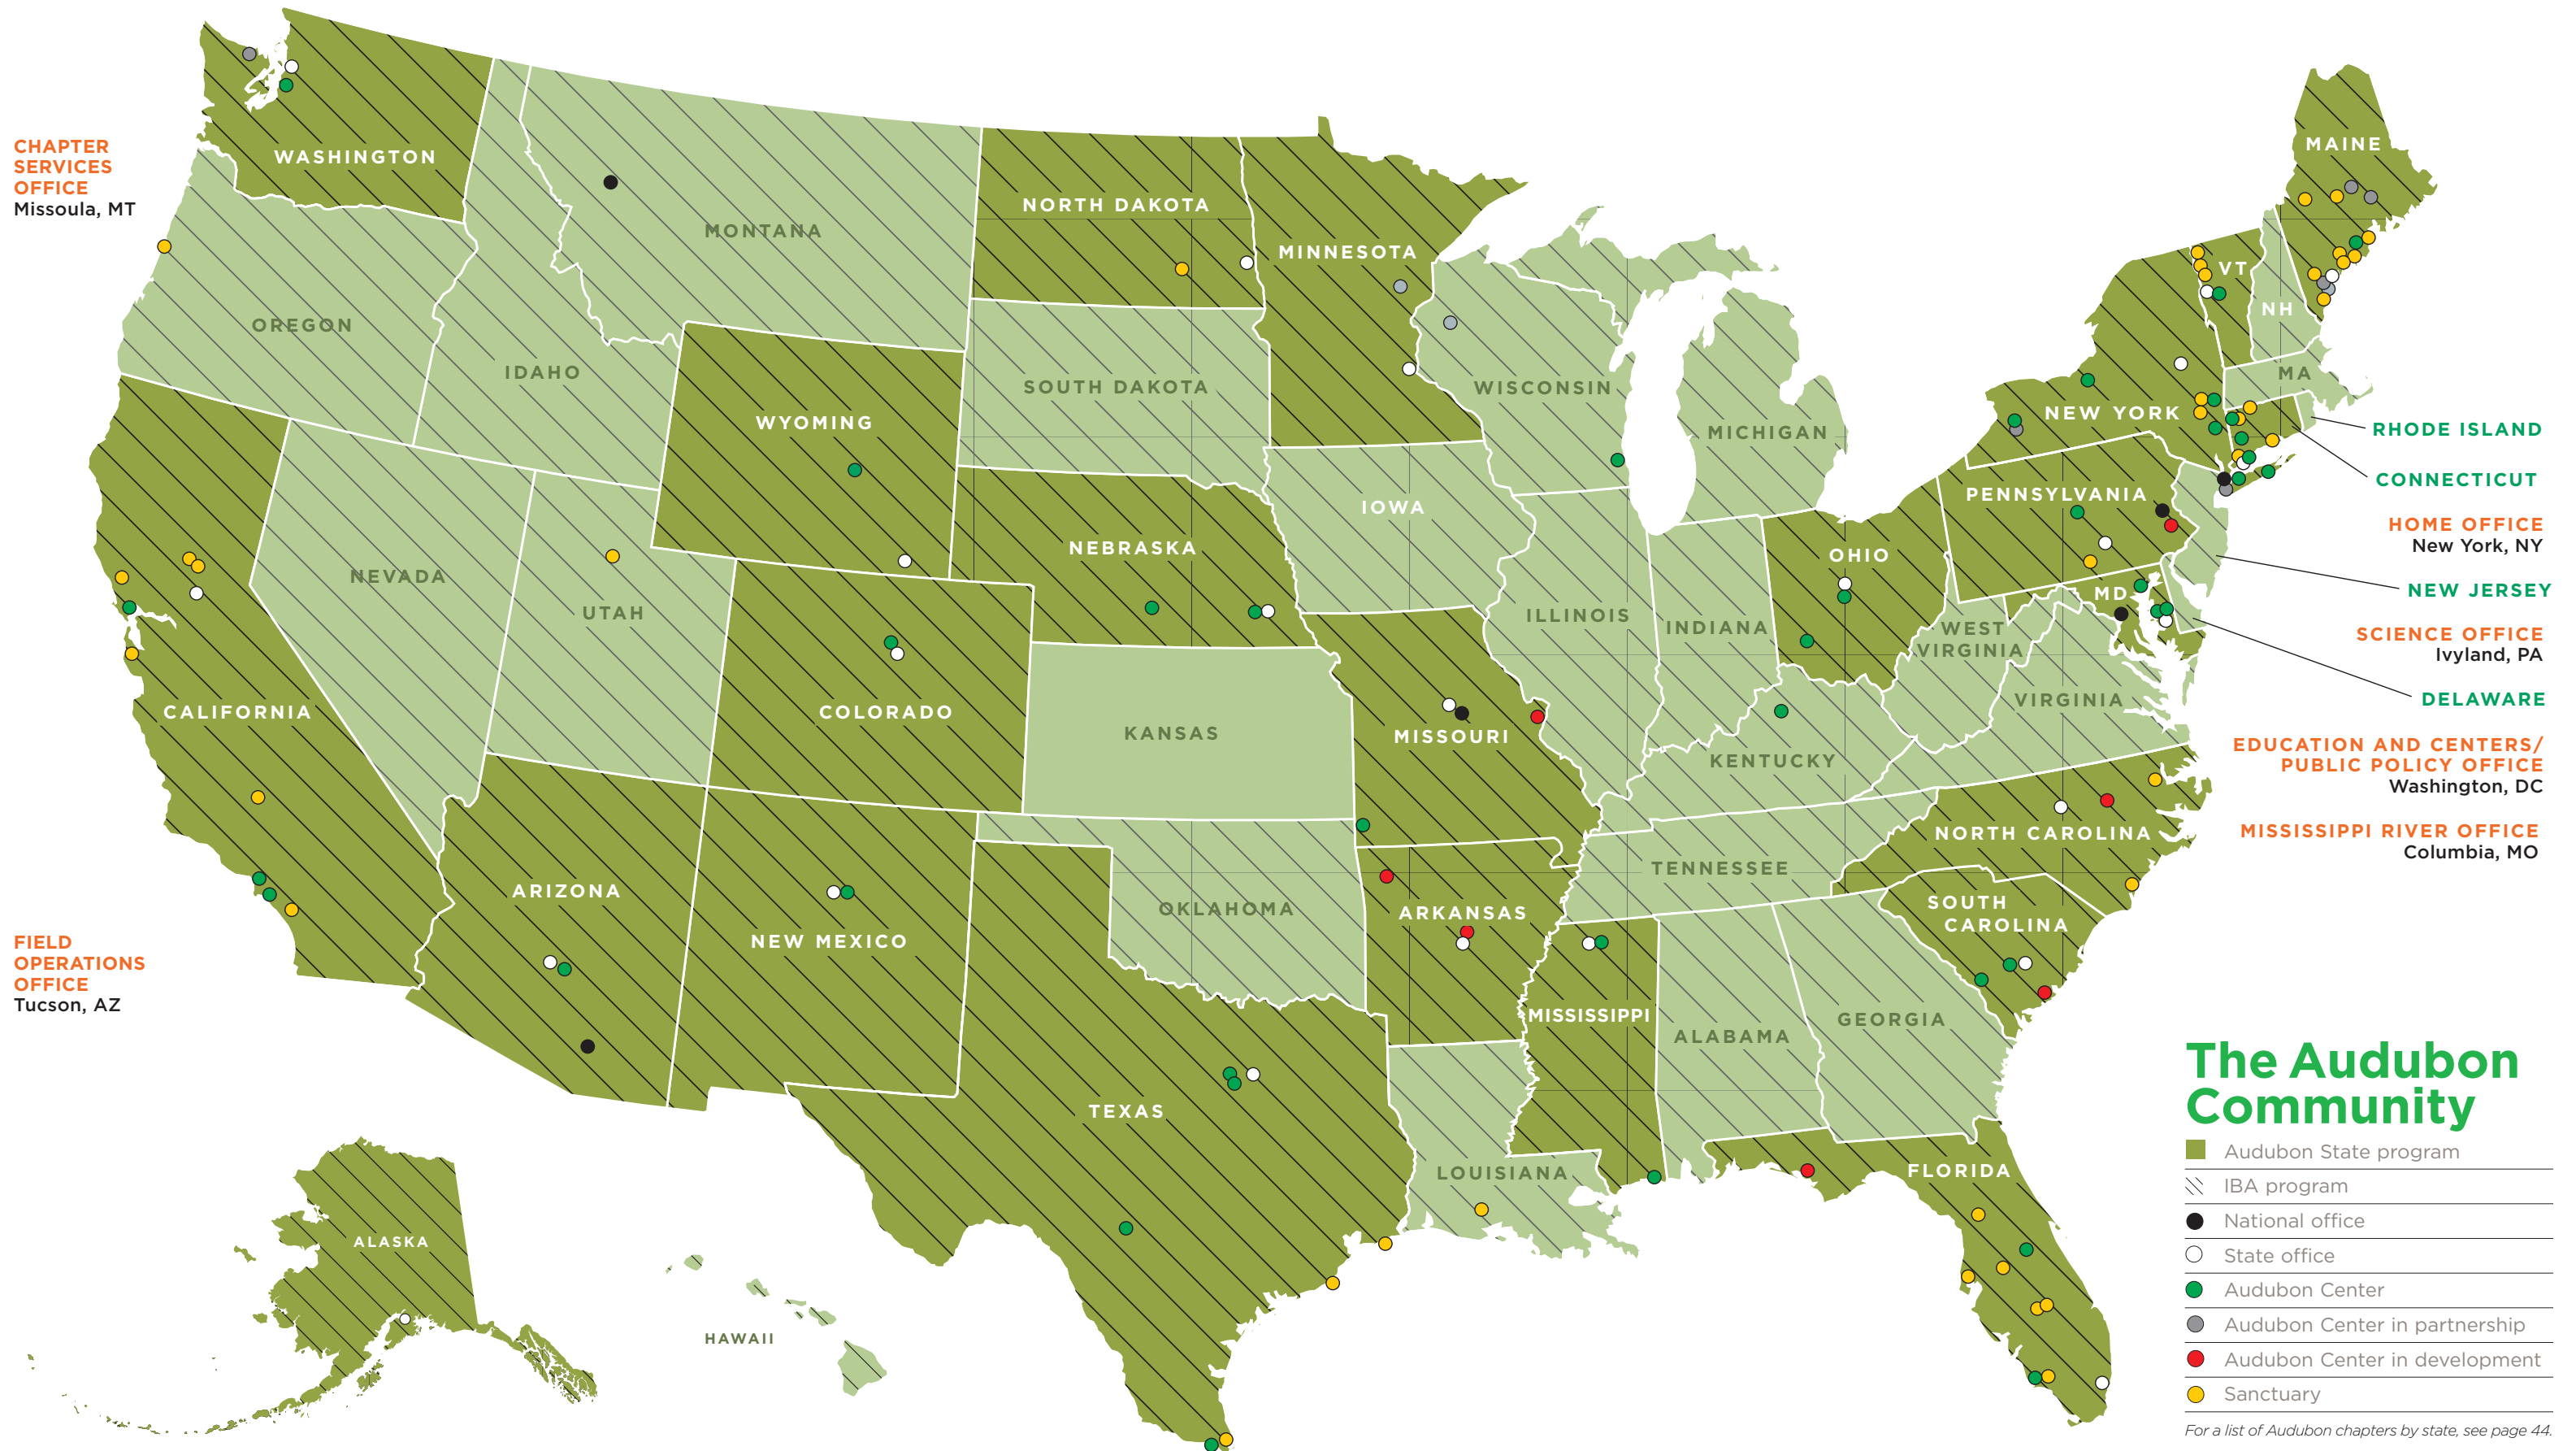 CHAPTER
SERVICES
OFFICE
Missoula, MT
FIELD
OPERATIONS
OFFICE
Tucson, AZ
WASHINGTON
OREGON
IDAHO
MONTANA
NORTH DAKOTA
MINNESOTA
SOUTH DAKOTA
WYOMING
WISCONSIN
MICHIGAN
IOWA
NEBRASKA
NEVADA
UTAH
CALIFORNIA
COLORADO
KANSAS
MISSOURI
ILLINOIS
INDIANA
OHIO
KENTUCKY
WEST
VIRGINIA
VIRGINIA
PENNSYLVANIA
NEW YORK
MAINE
VT
NH
MA
MD
ARIZONA
NEW MEXICO
OKLAHOMA
ARKANSAS
TENNESSEE
NORTH CAROLINA
SOUTH
CAROLINA
TEXAS
MISSISSIPPI
ALABAMA
GEORGIA
LOUISIANA
FLORIDA
ALASKA
HAWAII
RHODE ISLAND
CONNECTICUT
HOME OFFICE
New York, NY
NEW JERSEY
SCIENCE OFFICE
Ivyland, PA
DELAWARE
EDUCATION AND CENTERS/
PUBLIC POLICY OFFICE
Washington, DC
MISSISSIPPI RIVER OFFICE
Columbia, MO
The Audubon
Community
Audubon State program
IBA program
National office
State office
Audubon Center
Audubon Center in partnership
Audubon Center in development
Sanctuary
For a list of Audubon chapters by state, see page 44.